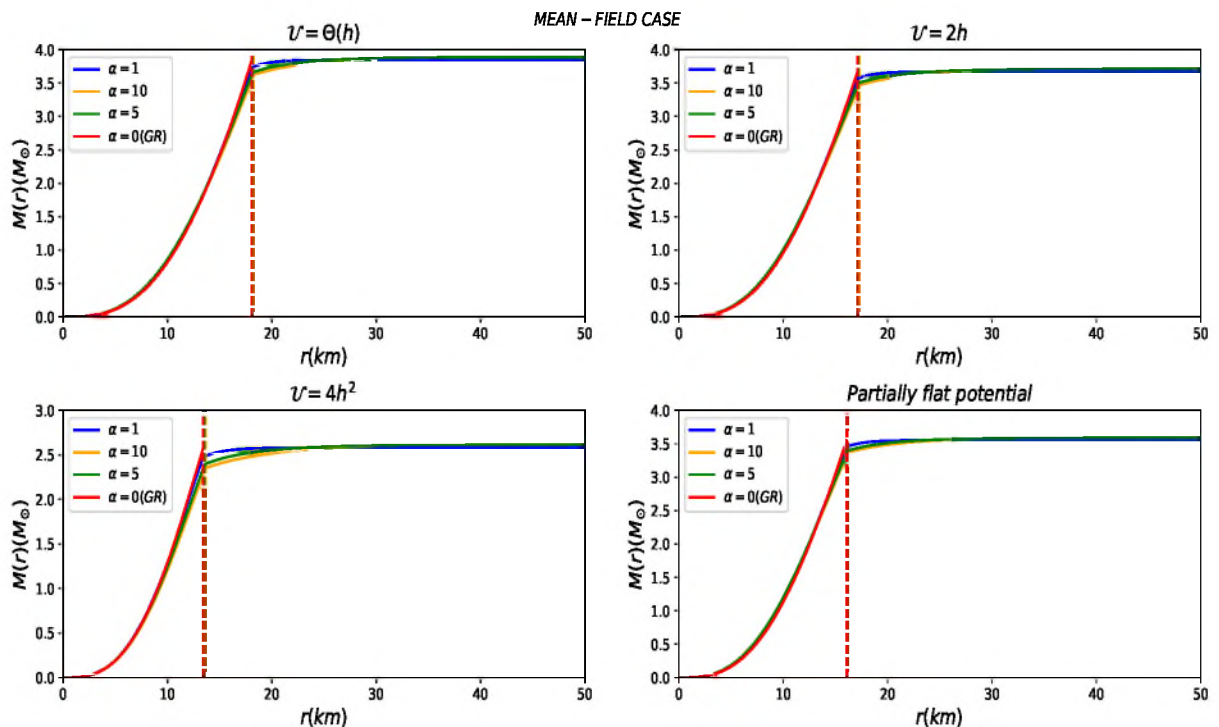 MEAN − FIELD CASE
𝒰 = Θ(h)
4.0
3.5
3.0
2.5
2.0
1.5
1.0
0.5
0.0
M(r)(M⊙)
α = 1
α = 10
α = 5
α = 0(GR)
0 10 20 30 40 50
r(km)
𝒰 = 2h
4.0
3.5
3.0
2.5
2.0
1.5
1.0
0.5
0.0
M(r)(M⊙)
α = 1
α = 10
α = 5
α = 0(GR)
0 10 20 30 40 50
r(km)
𝒰 = 4h²
3.0
2.5
2.0
1.5
1.0
0.5
0.0
M(r)(M⊙)
α = 1
α = 10
α = 5
α = 0(GR)
0 10 20 30 40 50
r(km)
Partially flat potential
4.0
3.5
3.0
2.5
2.0
1.5
1.0
0.5
0.0
M(r)(M⊙)
α = 1
α = 10
α = 5
α = 0(GR)
0 10 20 30 40 50
r(km)